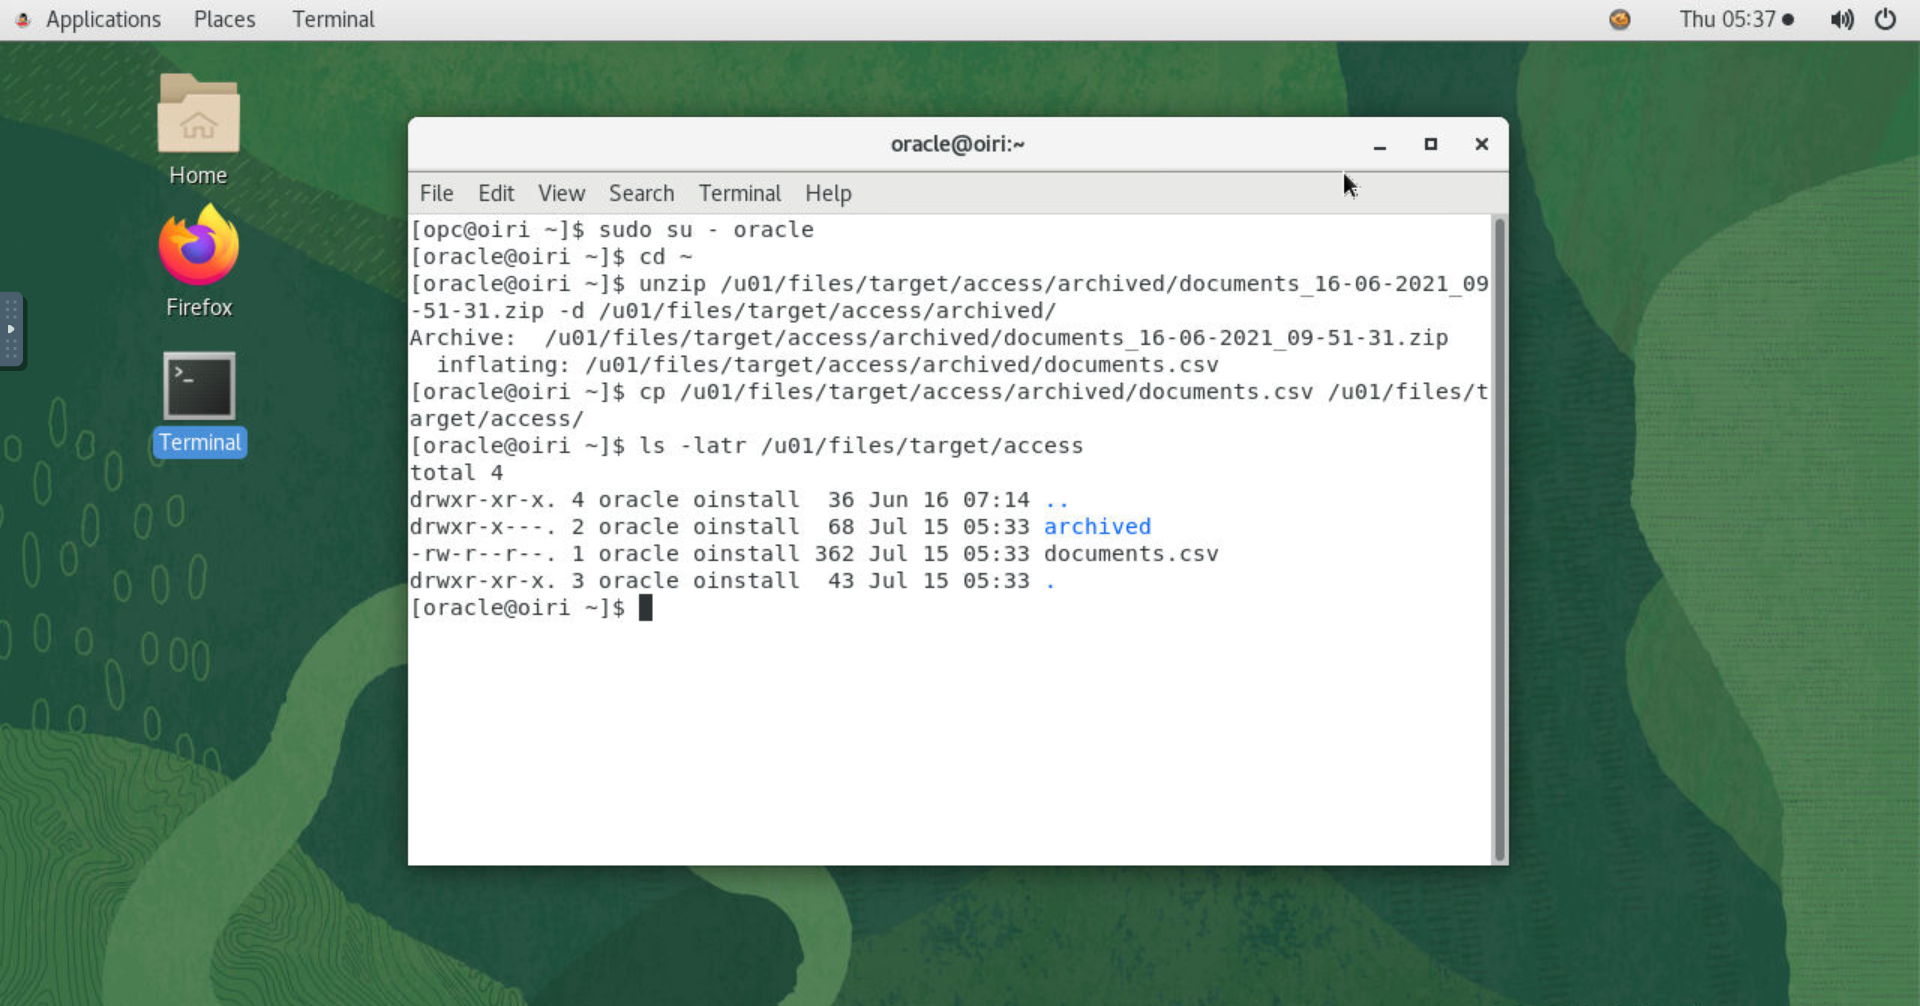 Applications Places Terminal Thu 05:37
Home
Firefox
>_
Terminal
oracle@oiri:~
File Edit View Search Terminal Help
[opc@oiri ~]$ sudo su - oracle
[oracle@oiri ~]$ cd ~
[oracle@oiri ~]$ unzip /u01/files/target/access/archived/documents_16-06-2021_09
-51-31.zip -d /u01/files/target/access/archived/
Archive:  /u01/files/target/access/archived/documents_16-06-2021_09-51-31.zip
  inflating: /u01/files/target/access/archived/documents.csv
[oracle@oiri ~]$ cp /u01/files/target/access/archived/documents.csv /u01/files/t
arget/access/
[oracle@oiri ~]$ ls -latr /u01/files/target/access
total 4
drwxr-xr-x. 4 oracle oinstall  36 Jun 16 07:14 ..
drwxr-x---. 2 oracle oinstall  68 Jul 15 05:33 archived
-rw-r--r--. 1 oracle oinstall 362 Jul 15 05:33 documents.csv
drwxr-xr-x. 3 oracle oinstall  43 Jul 15 05:33 .
[oracle@oiri ~]$